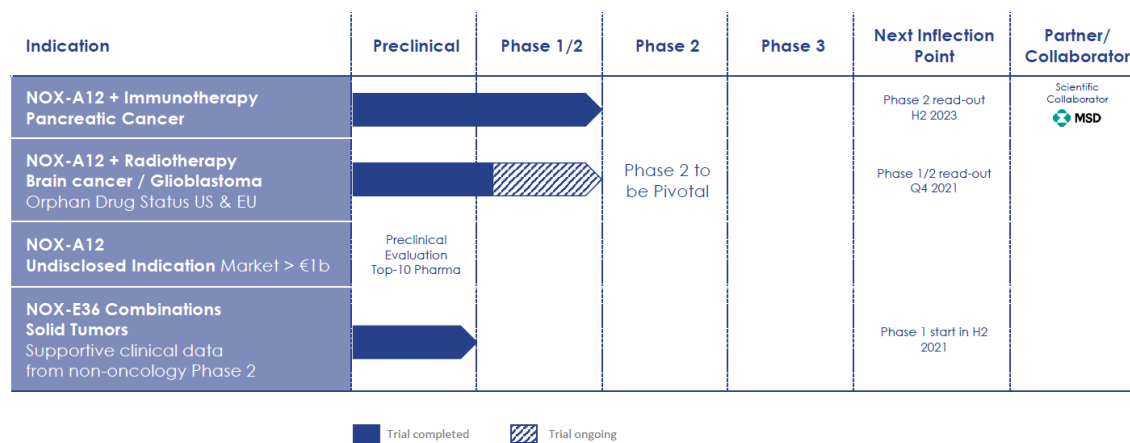 Indication
Preclinical
Phase 1/2
Phase 2
Phase 3
Next Inflection
Point
Partner/
Collaborator
NOX-A12 + Immunotherapy
Pancreatic Cancer
Phase 2 read-out
H2 2023
Scientific
Collaborator
MSD
NOX-A12 + Radiotherapy
Brain cancer / Glioblastoma
Orphan Drug Status US & EU
Phase 2 to
be Pivotal
Phase 1/2 read-out
Q4 2021
NOX-A12
Undisclosed Indication Market > €1b
Preclinical
Evaluation
Top-10 Pharma
NOX-E36 Combinations
Solid Tumors
Supportive clinical data
from non-oncology Phase 2
Phase 1 start in H2
2021
Trial completed
Trial ongoing